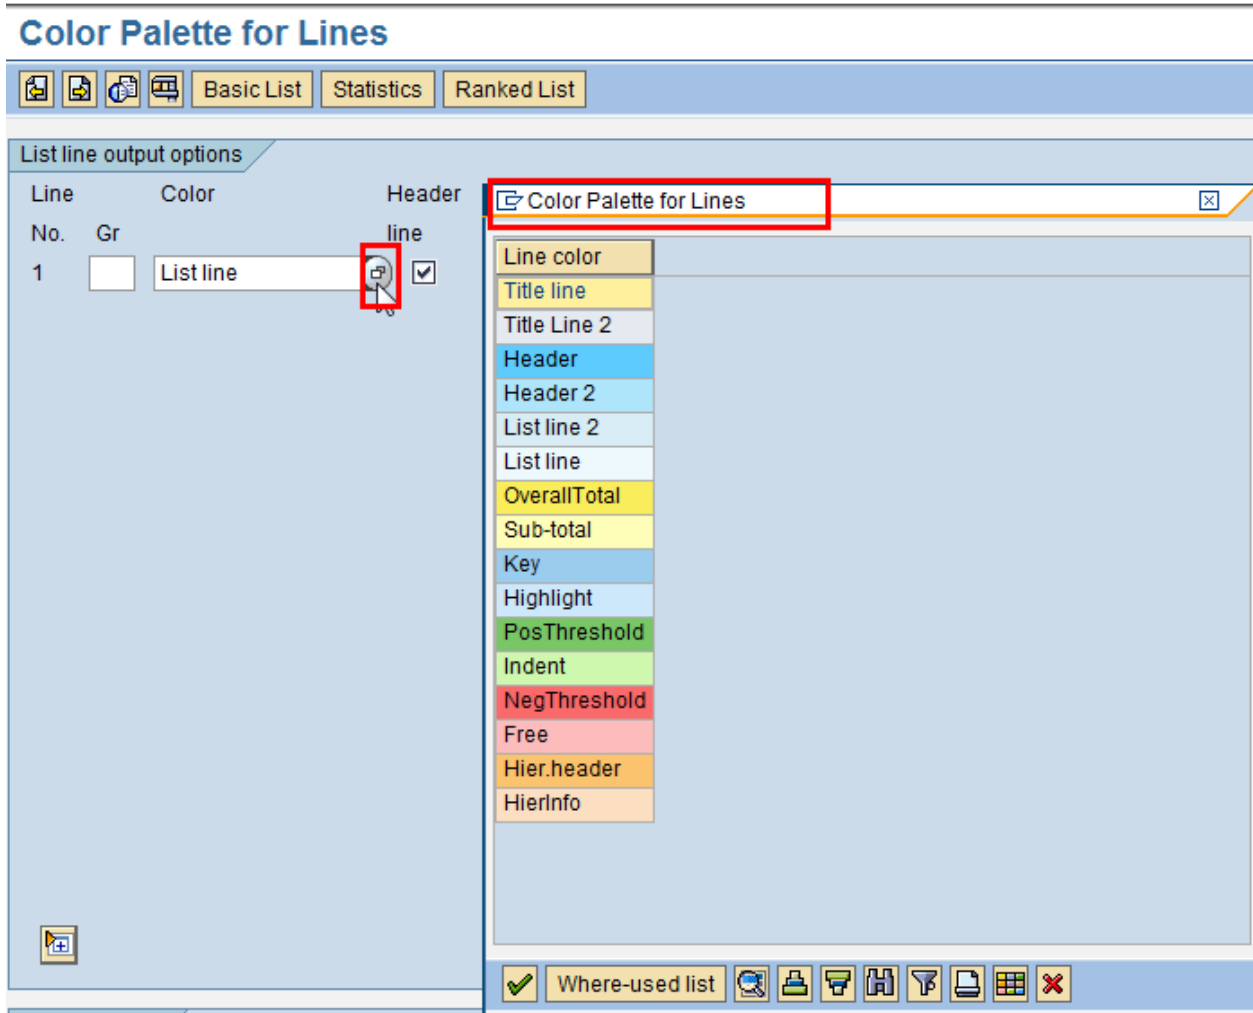 Color Palette for Lines
Basic List Statistics Ranked List
List line output options
Line Color Header
No. Gr line
1 List line
Color Palette for Lines
Line color
Title line
Title Line 2
Header
Header 2
List line 2
List line
OverallTotal
Sub-total
Key
Highlight
PosThreshold
Indent
NegThreshold
Free
Hier.header
HierInfo
Where-used list